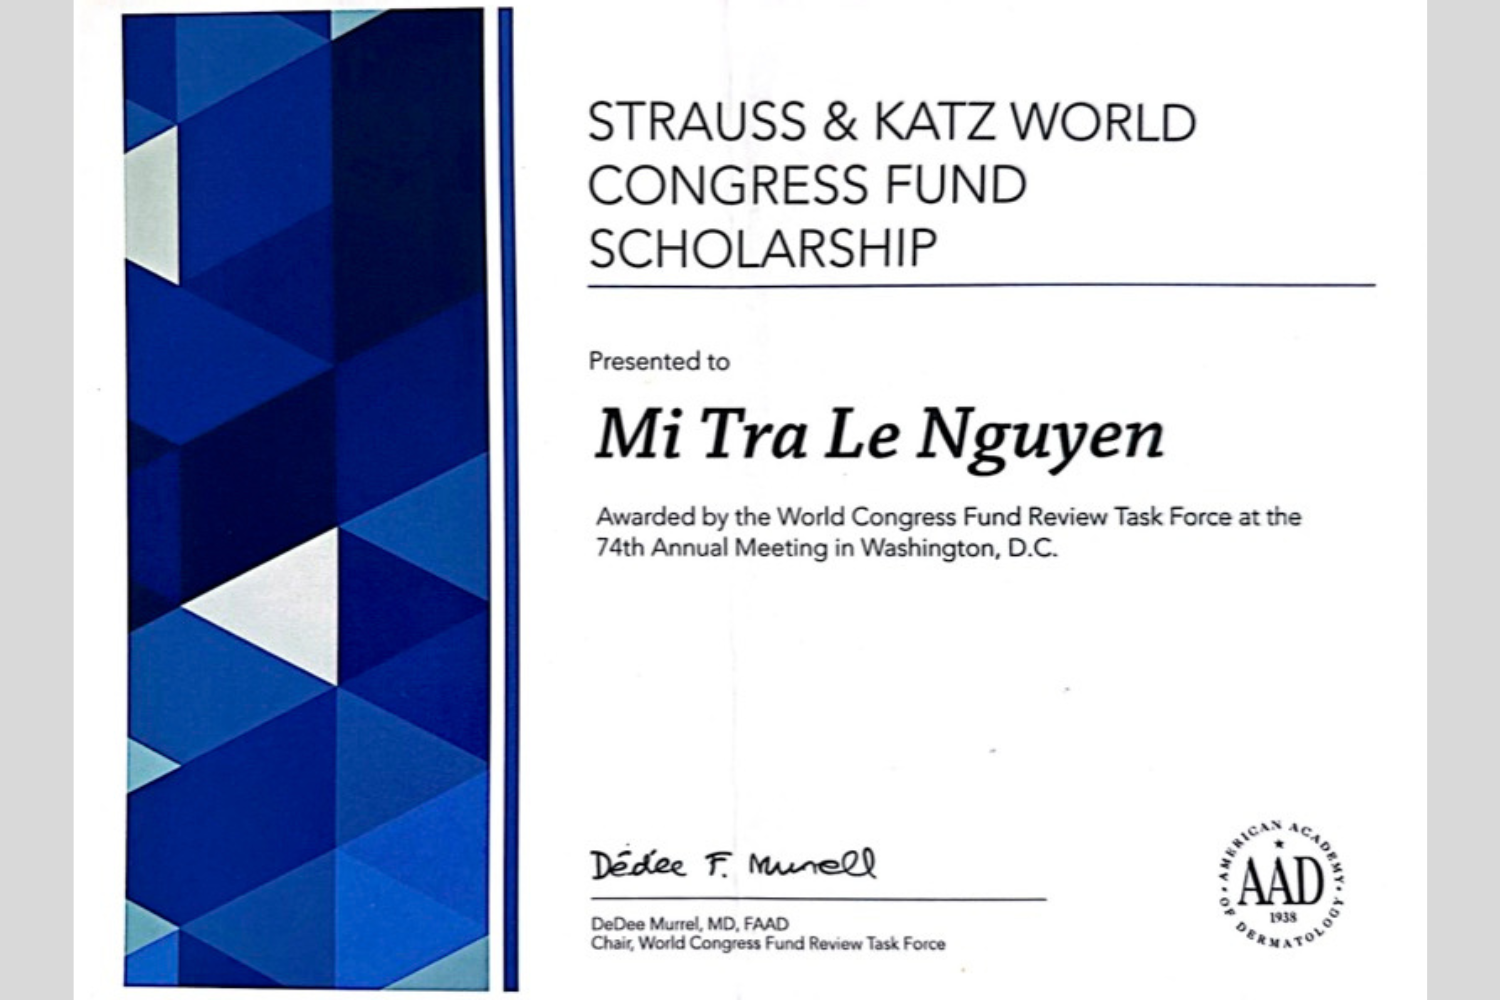 STRAUSS & KATZ WORLD
CONGRESS FUND
SCHOLARSHIP
Presented to
Mi Tra Le Nguyen
Awarded by the World Congress Fund Review Task Force at the
74th Annual Meeting in Washington, D.C.
Dédée F. Murrell
DeDee Murrel, MD, FAAD
Chair, World Congress Fund Review Task Force
AMERICAN ACADEMY
AAD
1938
OF DERMATOLOGY